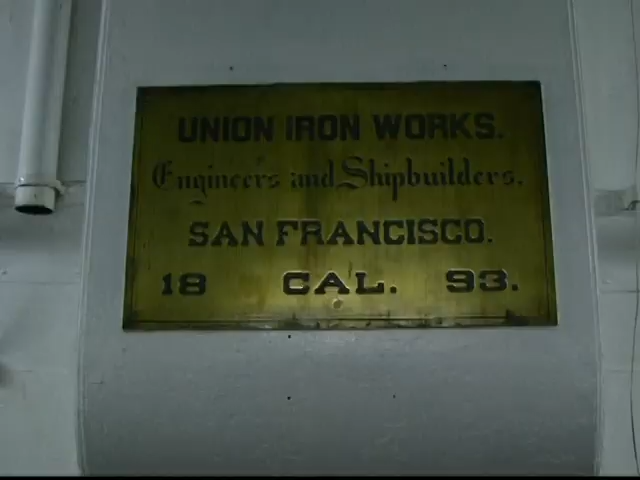 UNION IRON WORKS.
Engineers and Shipbuilders.
SAN FRANCISCO.
18 CAL. 93.